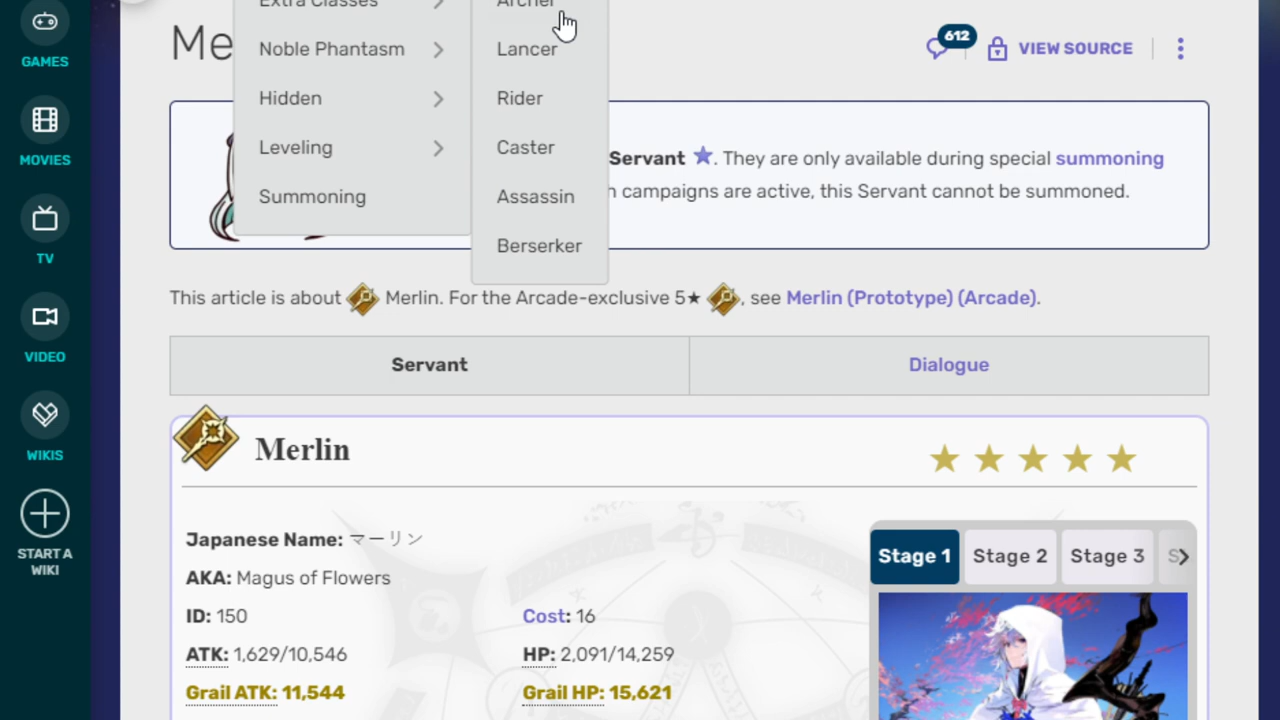 GAMES
MOVIES
TV
VIDEO
WIKIS
START A
WIKI
Me
612
VIEW SOURCE
Extra Classes
Noble Phantasm
Hidden
Leveling
Summoning
Archer
Lancer
Rider
Caster
Assassin
Berserker
Servant ★. They are only available during special summoning
campaigns are active, this Servant cannot be summoned.
This article is about Merlin. For the Arcade-exclusive 5★ , see Merlin (Prototype) (Arcade).
Servant
Dialogue
Merlin
★ ★ ★ ★ ★
Japanese Name: マーリン
AKA: Magus of Flowers
ID: 150
Cost: 16
ATK: 1,629/10,546
HP: 2,091/14,259
Grail ATK: 11,544
Grail HP: 15,621
Stage 1
Stage 2
Stage 3